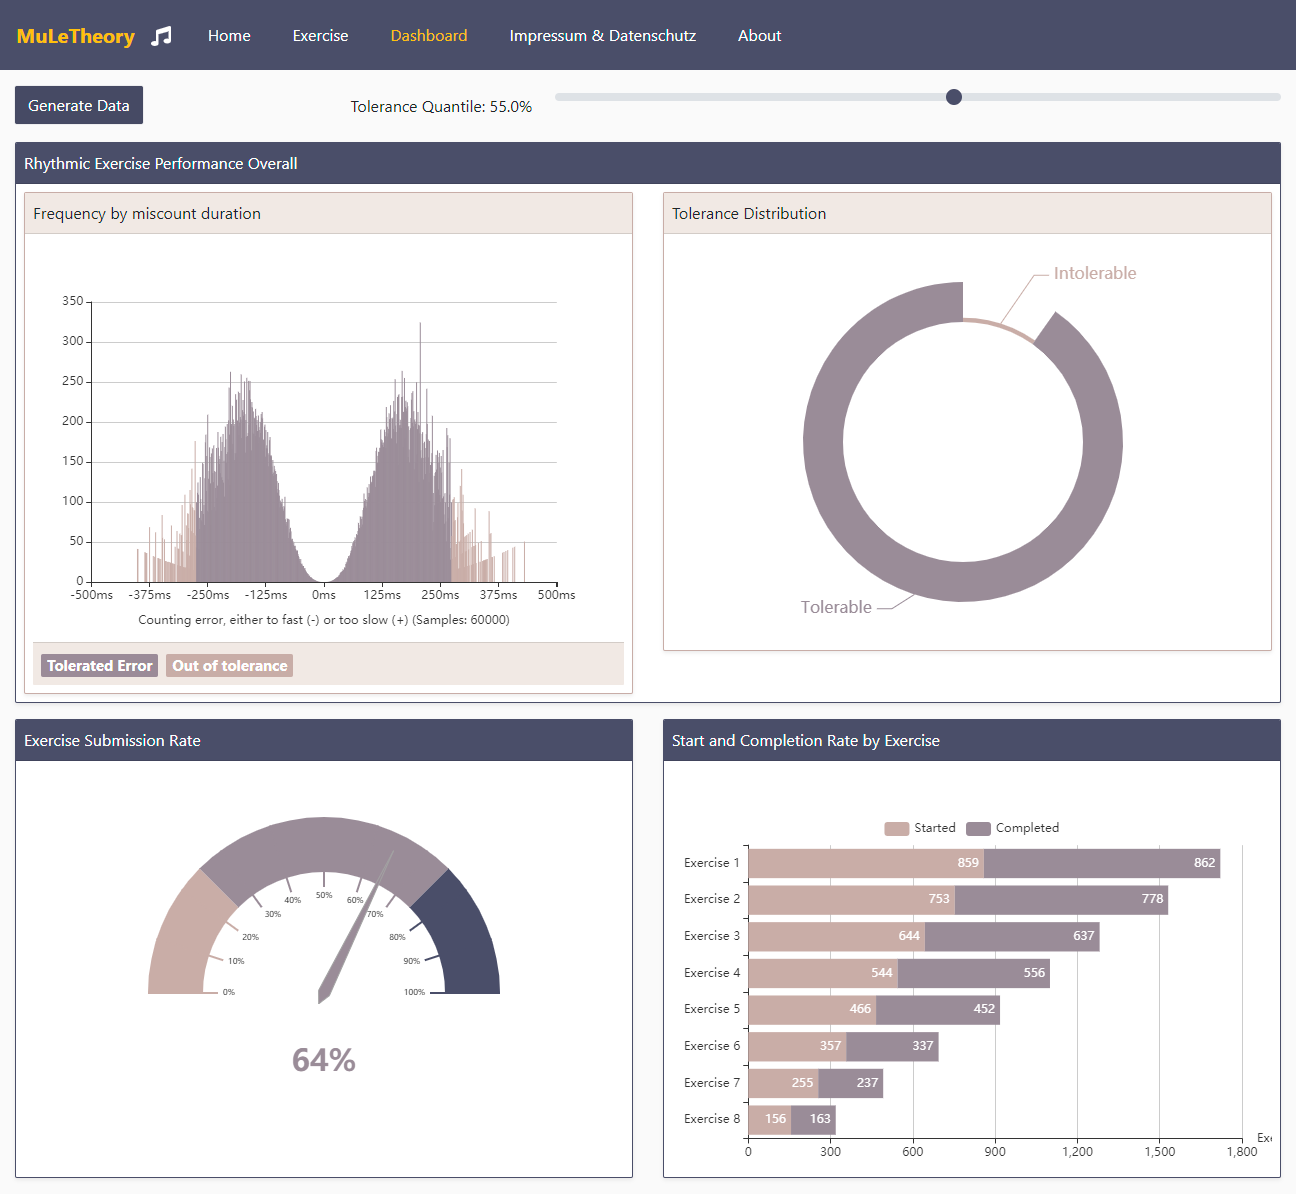 MuLeTheory Home Exercise Dashboard Impressum & Datenschutz About
Generate Data
Tolerance Quantile: 55.0%
Rhythmic Exercise Performance Overall
Frequency by miscount duration
350
300
250
200
150
100
50
0
-500ms -375ms -250ms -125ms 0ms 125ms 250ms 375ms 500ms
Counting error, either to fast (-) or too slow (+) (Samples: 60000)
Tolerated Error Out of tolerance
Tolerance Distribution
Intolerable
Tolerable
Exercise Submission Rate
0%
10%
20%
30%
40%
50%
60%
70%
80%
90%
100%
64%
Start and Completion Rate by Exercise
Started Completed
Exercise 1 859 862
Exercise 2 753 778
Exercise 3 644 637
Exercise 4 544 556
Exercise 5 466 452
Exercise 6 357 337
Exercise 7 255 237
Exercise 8 156 163
0 300 600 900 1,200 1,500 1,800